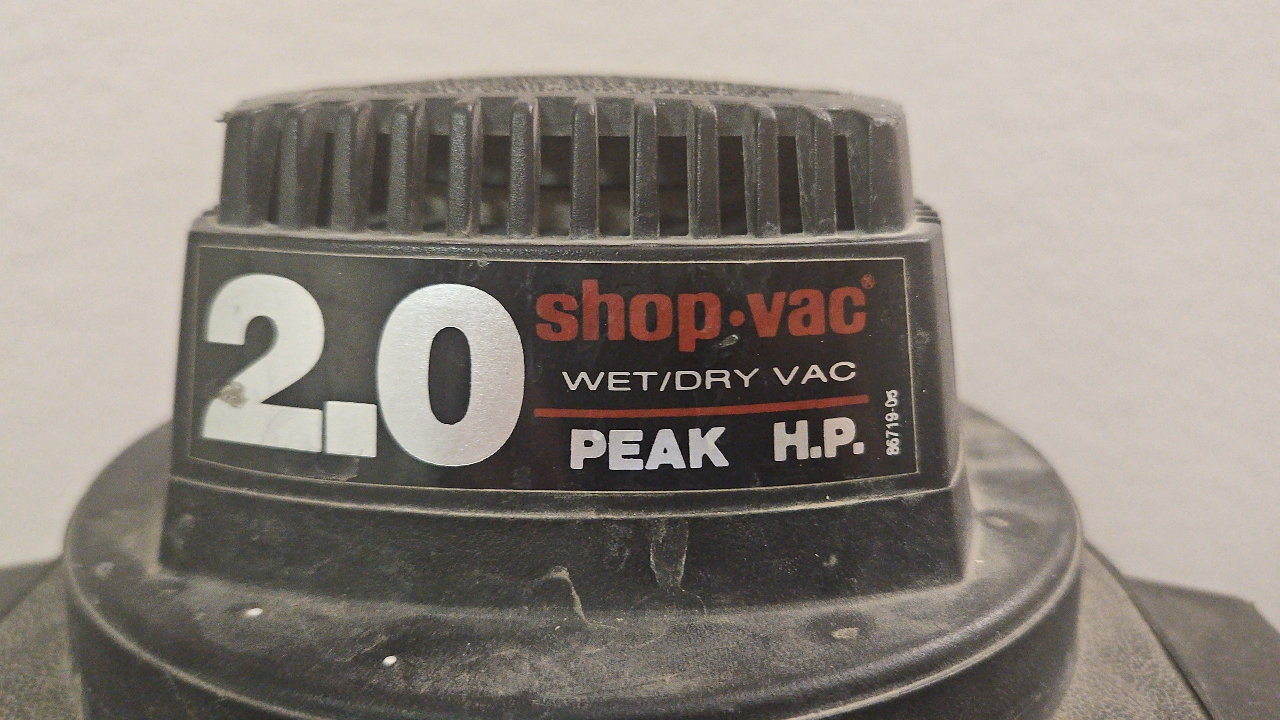 2.0
shop·vac®
WET/DRY VAC
PEAK H.P.
86719-05